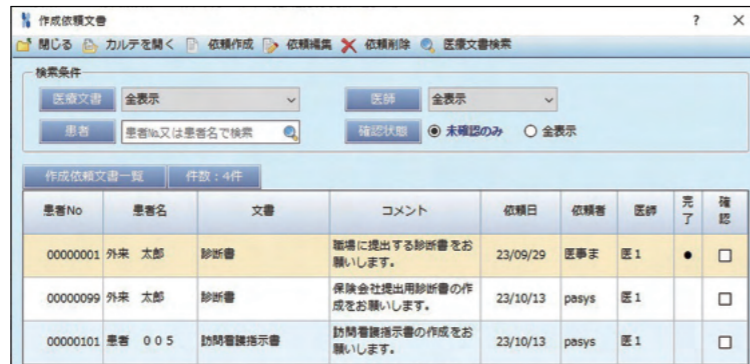 作成依頼文書 ? ×
閉じる カルテを開く 依頼作成 依頼編集 依頼削除 医療文書検索
検索条件
医療文書 全表示 医師 全表示
患者 患者No又は患者名で検索 確認状態 未確認のみ 全表示
作成依頼文書一覧 件数:4件
患者No 患者名 文書 コメント 依頼日 依頼者 医師 完了 確認
00000001 外来 太郎 診断書 職場に提出する診断書をお願いします。 23/09/29 医事ま 医1 ●
00000099 外来 太郎 診断書 保険会社提出用診断書の作成をお願いします。 23/10/13 pasys 医1
00000101 患者 005 訪問看護指示書 訪問看護指示書の作成をお願いします。 23/10/13 pasys 医1